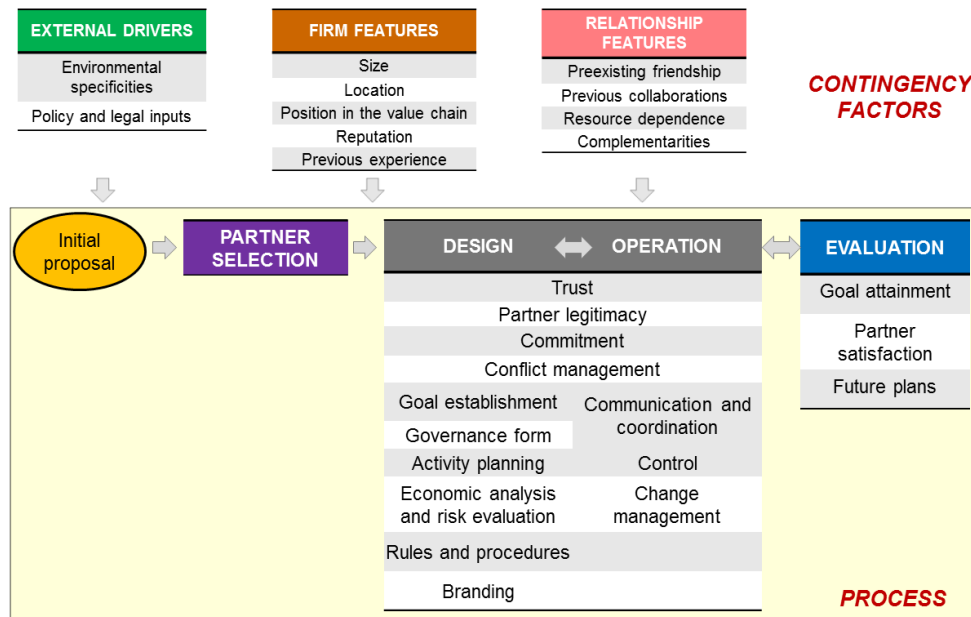 EXTERNAL DRIVERS
Environmental
specificities
Policy and legal inputs
FIRM FEATURES
Size
Location
Position in the value chain
Reputation
Previous experience
RELATIONSHIP
FEATURES
Preexisting friendship
Previous collaborations
Resource dependence
Complementarities
CONTINGENCY
FACTORS
Initial
proposal
PARTNER
SELECTION
DESIGN
OPERATION
Trust
Partner legitimacy
Commitment
Conflict management
Goal establishment
Governance form
Activity planning
Economic analysis
and risk evaluation
Rules and procedures
Branding
Communication and
coordination
Control
Change
management
EVALUATION
Goal attainment
Partner
satisfaction
Future plans
PROCESS